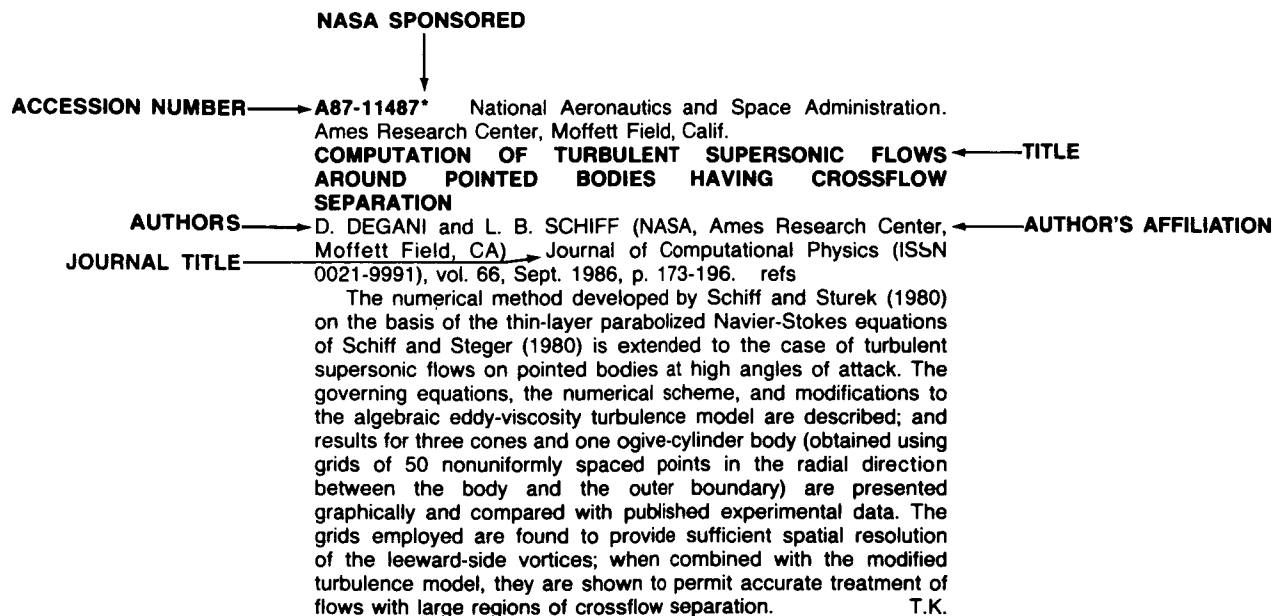 NASA SPONSORED
ACCESSION NUMBER A87-11487* National Aeronautics and Space Administration.
Ames Research Center, Moffett Field, Calif.
COMPUTATION OF TURBULENT SUPERSONIC FLOWS TITLE
AROUND POINTED BODIES HAVING CROSSFLOW
SEPARATION
AUTHORS D. DEGANI and L. B. SCHIFF (NASA, Ames Research Center, AUTHOR'S AFFILIATION
Moffett Field, CA) Journal of Computational Physics (ISSN
JOURNAL TITLE
0021-9991), vol. 66, Sept. 1986, p. 173-196. refs
The numerical method developed by Schiff and Sturek (1980)
on the basis of the thin-layer parabolized Navier-Stokes equations
of Schiff and Steger (1980) is extended to the case of turbulent
supersonic flows on pointed bodies at high angles of attack. The
governing equations, the numerical scheme, and modifications to
the algebraic eddy-viscosity turbulence model are described; and
results for three cones and one ogive-cylinder body (obtained using
grids of 50 nonuniformly spaced points in the radial direction
between the body and the outer boundary) are presented
graphically and compared with published experimental data. The
grids employed are found to provide sufficient spatial resolution
of the leeward-side vortices; when combined with the modified
turbulence model, they are shown to permit accurate treatment of
flows with large regions of crossflow separation. T.K.